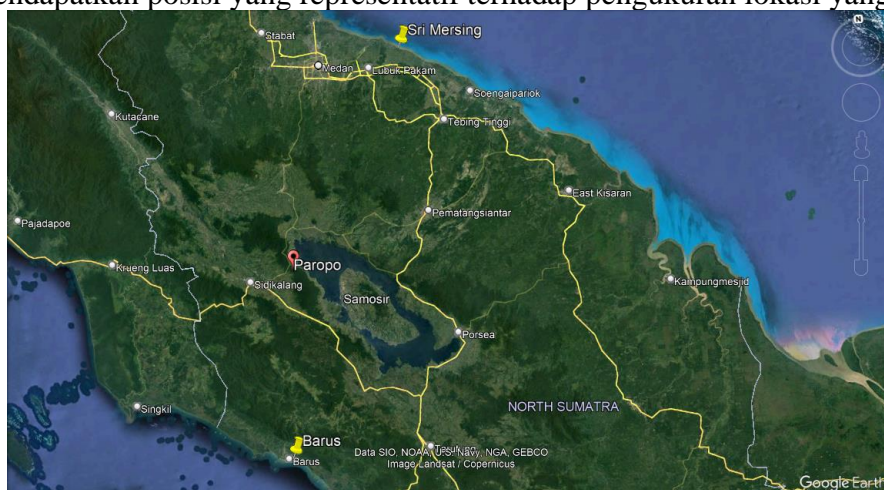 endapatkan posisi yang representatif terhadap pengukuran lokasi yang
Sri Mersing
Stabat
Medan
Lubuk Pakam
Soengaipariok
Kutacane
Tebing Tinggi
East Kisaran
Pematangsiantar
Pajadapoe
Paropo
Krueng Luas
Sidikalang
Samosir
Kampungmesjid
Porsea
Singkil
NORTH SUMATRA
Barus
Barus
Tarutung
Data SIO, NOAA, U.S. Navy, NGA, GEBCO
Image Landsat / Copernicus
Google Earth
N